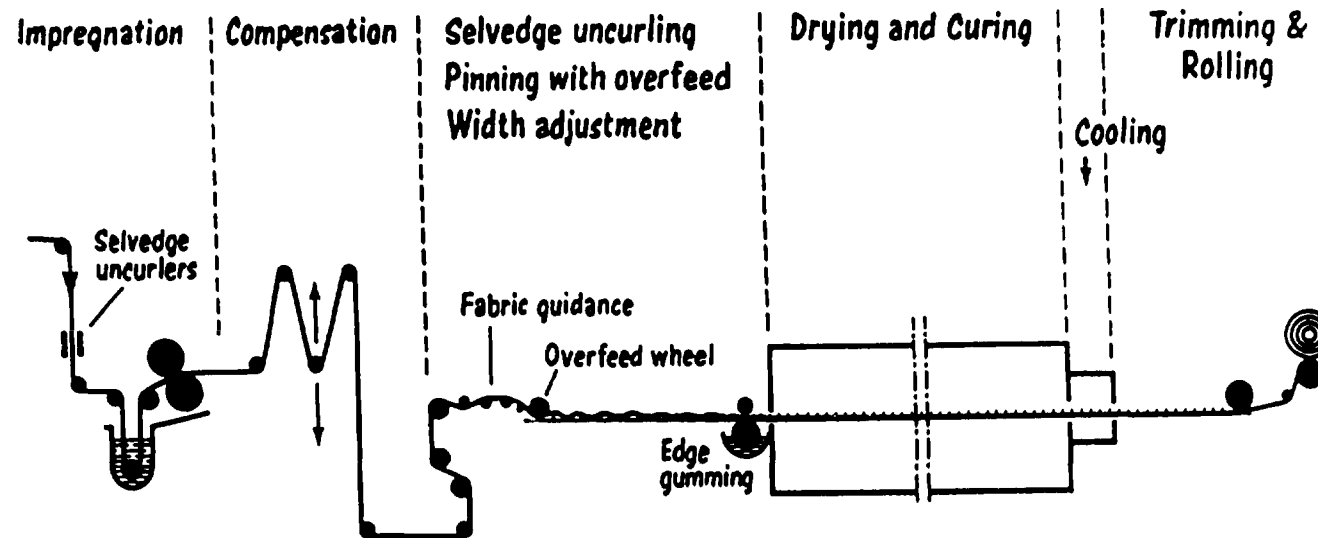 Impregnation
Compensation
Selvedge uncurling
Pinning with overfeed
Width adjustment
Drying and Curing
Cooling
Trimming &
Rolling
Selvedge
uncurlers
Fabric guidance
Overfeed wheel
Edge
gumming